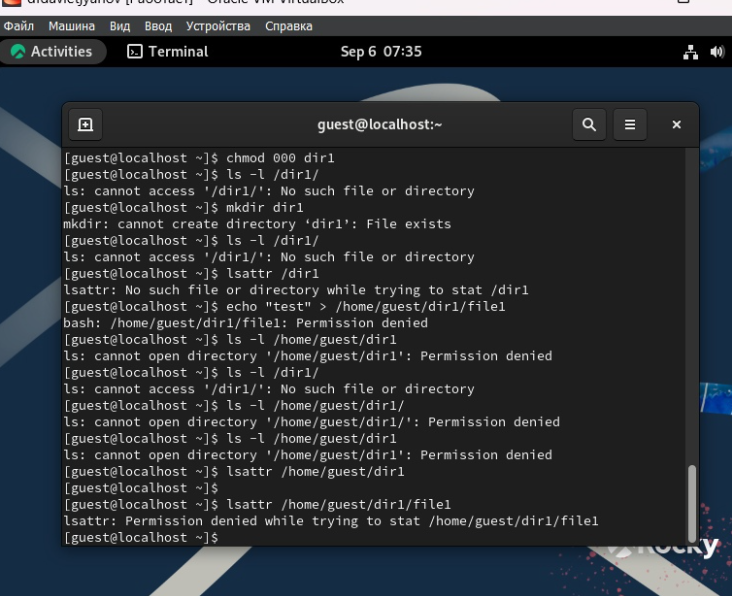 [Работает] - Oracle VM VirtualBox
Файл Машина Вид Ввод Устройства Справка
Activities Terminal Sep 6 07:35
guest@localhost:~
[guest@localhost ~]$ chmod 000 dir1
[guest@localhost ~]$ ls -l /dir1/
ls: cannot access '/dir1/': No such file or directory
[guest@localhost ~]$ mkdir dir1
mkdir: cannot create directory ‘dir1’: File exists
[guest@localhost ~]$ ls -l /dir1/
ls: cannot access '/dir1/': No such file or directory
[guest@localhost ~]$ lsattr /dir1
lsattr: No such file or directory while trying to stat /dir1
[guest@localhost ~]$ echo "test" > /home/guest/dir1/file1
bash: /home/guest/dir1/file1: Permission denied
[guest@localhost ~]$ ls -l /home/guest/dir1
ls: cannot open directory '/home/guest/dir1': Permission denied
[guest@localhost ~]$ ls -l /dir1/
ls: cannot access '/dir1/': No such file or directory
[guest@localhost ~]$ ls -l /home/guest/dir1/
ls: cannot open directory '/home/guest/dir1/': Permission denied
[guest@localhost ~]$ ls -l /home/guest/dir1
ls: cannot open directory '/home/guest/dir1': Permission denied
[guest@localhost ~]$ lsattr /home/guest/dir1
[guest@localhost ~]$
[guest@localhost ~]$ lsattr /home/guest/dir1/file1
lsattr: Permission denied while trying to stat /home/guest/dir1/file1
[guest@localhost ~]$
Rocky